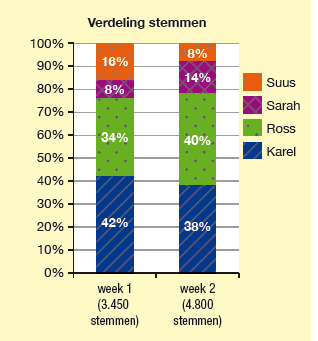 Verdeling stemmen
100%
90%
80%
70%
60%
50%
40%
30%
20%
10%
0%
16%
8%
34%
42%
8%
14%
40%
38%
Suus
Sarah
Ross
Karel
week 1
(3.450
stemmen)
week 2
(4.800
stemmen)